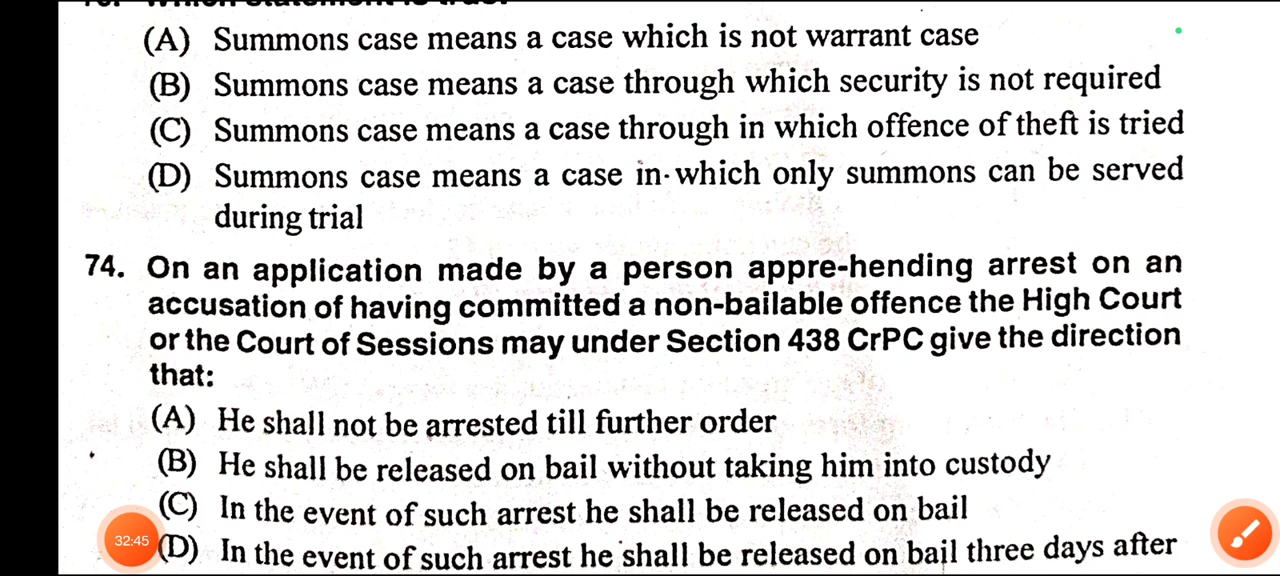 (A) Summons case means a case which is not warrant case
(B) Summons case means a case through which security is not required
(C) Summons case means a case through in which offence of theft is tried
(D) Summons case means a case in which only summons can be served
during trial
74. On an application made by a person appre-hending arrest on an
accusation of having committed a non-bailable offence the High Court
or the Court of Sessions may under Section 438 CrPC give the direction
that:
(A) He shall not be arrested till further order
(B) He shall be released on bail without taking him into custody
(C) In the event of such arrest he shall be released on bail
32:45
(D) In the event of such arrest he shall be released on bail three days after